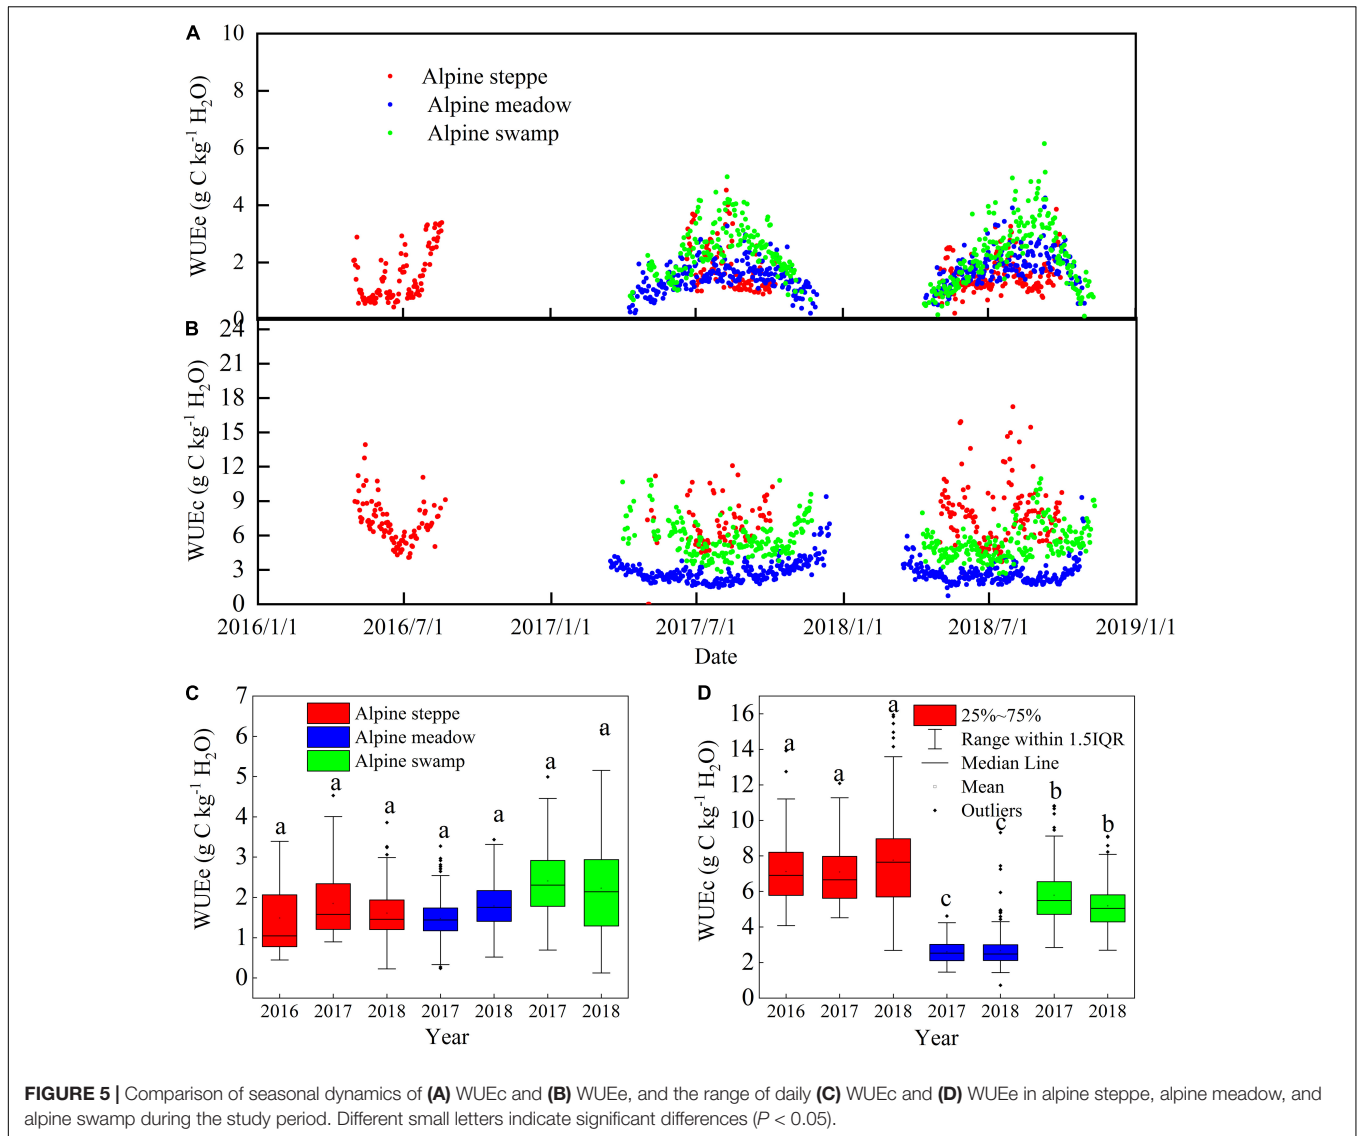 A
10
8
6
4
2
0
WUEe (g C kg⁻¹ H₂O)
Alpine steppe
Alpine meadow
Alpine swamp
B
24
21
18
15
12
9
6
3
0
WUEc (g C kg⁻¹ H₂O)
2016/1/1 2016/7/1 2017/1/1 2017/7/1 2018/1/1 2018/7/1 2019/1/1
Date
C
7
6
5
4
3
2
1
0
WUEe (g C kg⁻¹ H₂O)
Alpine steppe
Alpine meadow
Alpine swamp
a a a a a a a
2016 2017 2018 2017 2018 2017 2018
Year
D
16
14
12
10
8
6
4
2
0
WUEc (g C kg⁻¹ H₂O)
25%~75%
Range within 1.5IQR
Median Line
Mean
Outliers
a a a c c b b
2016 2017 2018 2017 2018 2017 2018
Year
FIGURE 5 | Comparison of seasonal dynamics of (A) WUEc and (B) WUEe, and the range of daily (C) WUEc and (D) WUEe in alpine steppe, alpine meadow, and
alpine swamp during the study period. Different small letters indicate significant differences (P < 0.05).